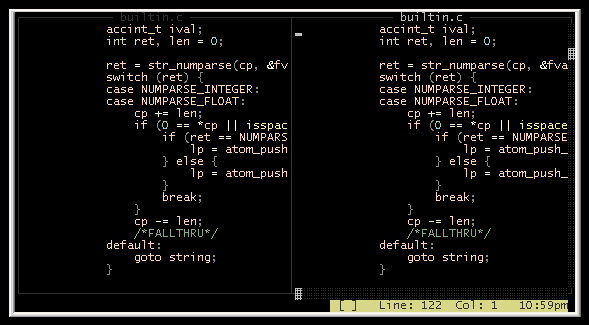 builtin.c
accint_t ival;
int ret, len = 0;
ret = str_numparse(cp, &fv
switch (ret) {
case NUMPARSE_INTEGER:
case NUMPARSE_FLOAT:
cp += len;
if (0 == *cp || isspac
if (ret == NUMPARS
lp = atom_push
} else {
lp = atom_push
}
break;
}
cp -= len;
/*FALLTHRU*/
default:
goto string;
}
builtin.c
accint_t ival;
int ret, len = 0;
ret = str_numparse(cp, &fva
switch (ret) {
case NUMPARSE_INTEGER:
case NUMPARSE_FLOAT:
cp += len;
if (0 == *cp || isspace
if (ret == NUMPARSE
lp = atom_push_
} else {
lp = atom_push_
}
break;
}
cp -= len;
/*FALLTHRU*/
default:
goto string;
}
[*] Line: 122 Col: 1 10:59pm